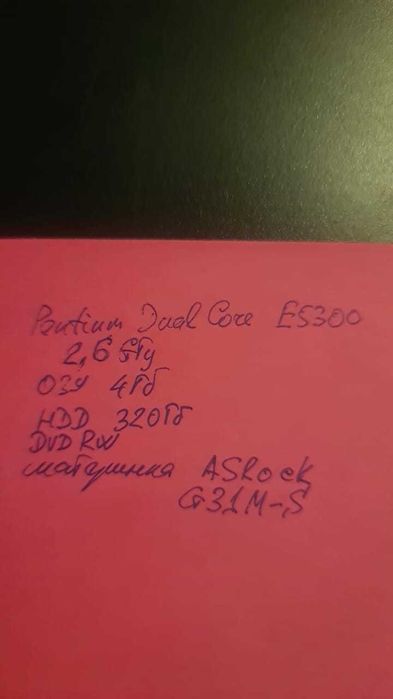 Pentium Dual Core E5300
2,6 ГГц
ОЗУ 4Гб
HDD 320Гб
DVD RW
материнка ASRock
G31M-S